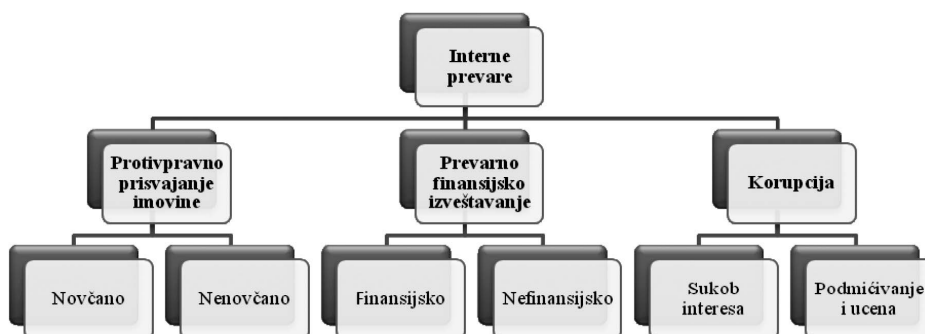 Interne
prevare
Protivpravno
prisvajanje
imovine
Prevarno
finansijsko
izveštavanje
Korupcija
Novčano
Nenovčano
Finansijsko
Nefinansijsko
Sukob
interesa
Podmićivanje
i ucena